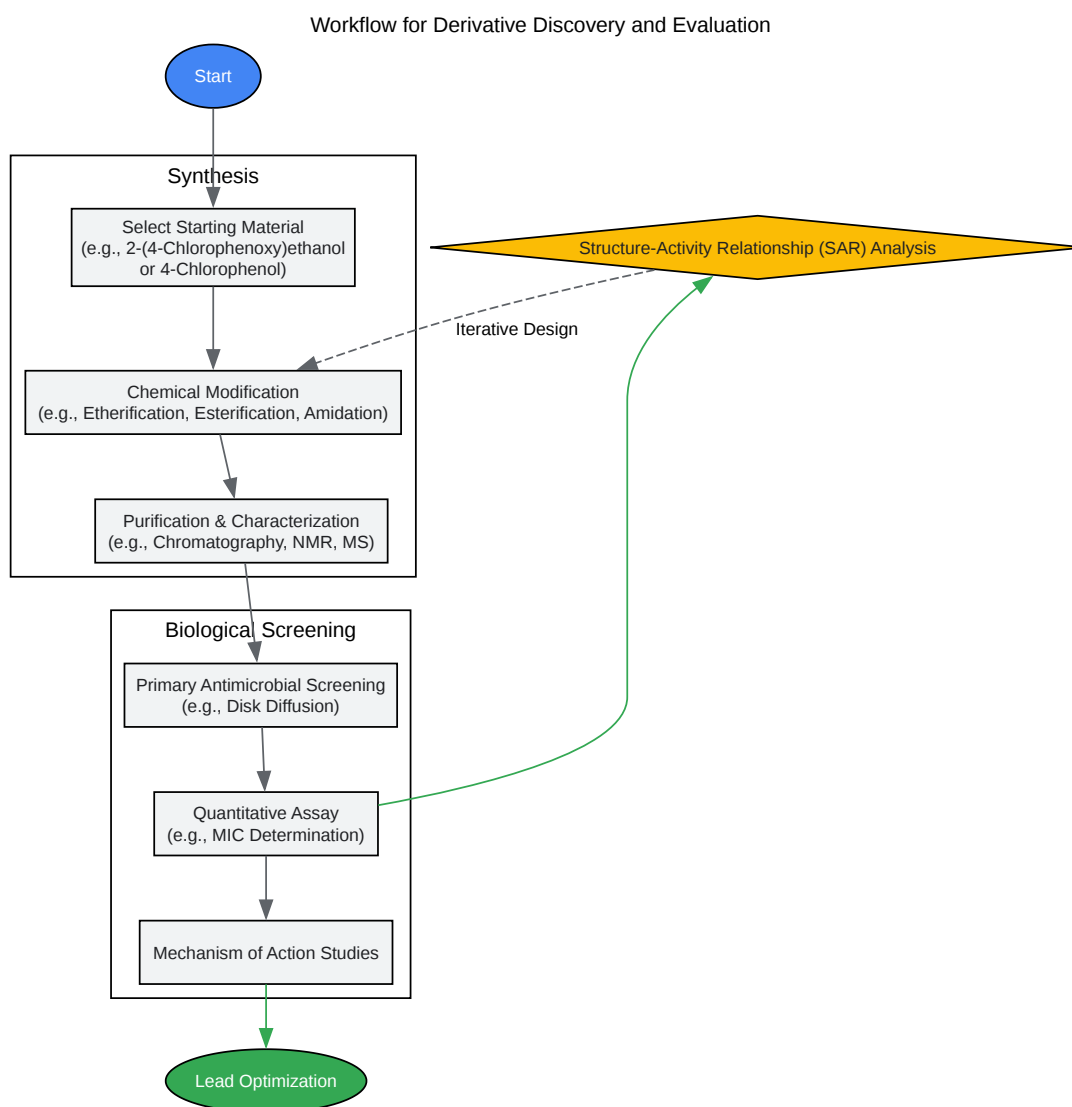 Workflow for Derivative Discovery and Evaluation
Start
Synthesis
Select Starting Material
(e.g., 2-(4-Chlorophenoxy)ethanol
or 4-Chlorophenol)
Structure-Activity Relationship (SAR) Analysis
Iterative Design
Chemical Modification
(e.g., Etherification, Esterification, Amidation)
Purification & Characterization
(e.g., Chromatography, NMR, MS)
Biological Screening
Primary Antimicrobial Screening
(e.g., Disk Diffusion)
Quantitative Assay
(e.g., MIC Determination)
Mechanism of Action Studies
Lead Optimization